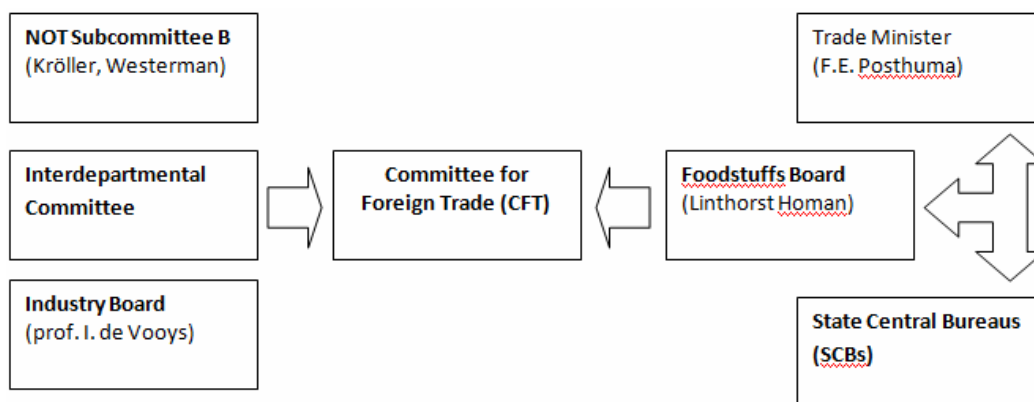 NOT Subcommittee B
(Kröller, Westerman)
Trade Minister
(F.E. Posthuma)
Interdepartmental
Committee
Committee for
Foreign Trade (CFT)
Foodstuffs Board
(Linthorst Homan)
Industry Board
(prof. I. de Vooys)
State Central Bureaus
(SCBs)